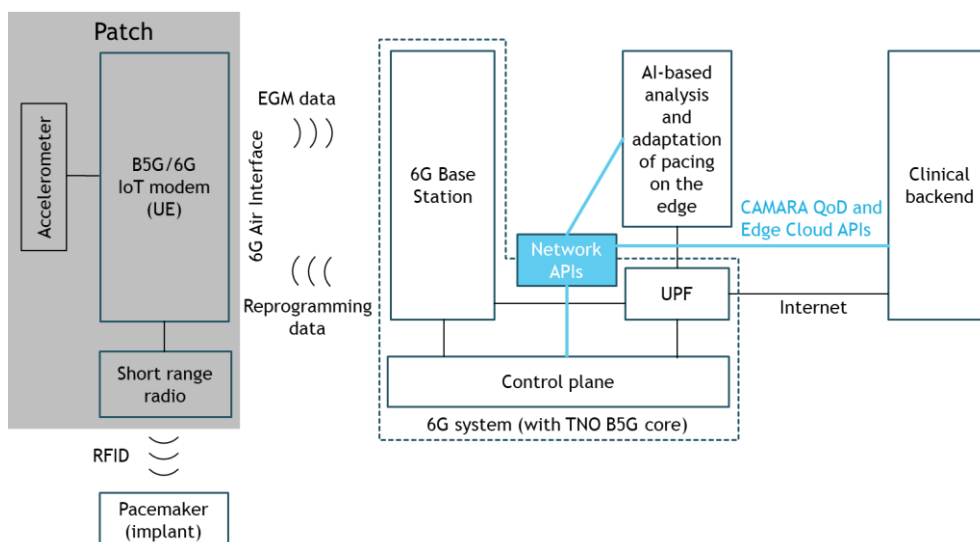 Patch
Accelerometer
B5G/6G
IoT modem
(UE)
Short range
radio
RFID
Pacemaker
(implant)
EGM data
6G Air Interface
Reprogramming
data
6G Base
Station
AI-based
analysis
and
adaptation
of pacing
on the
edge
Network
APIs
CAMARA QoD and
Edge Cloud APIs
UPF
Internet
Clinical
backend
Control plane
6G system (with TNO B5G core)